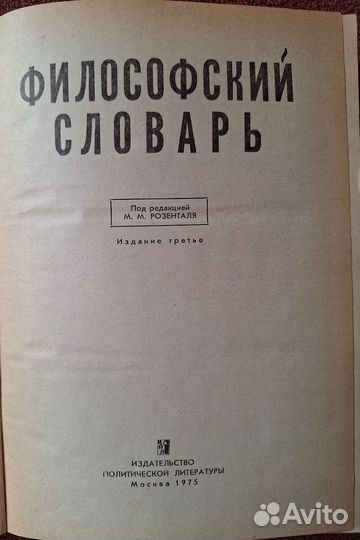 ФИЛОСОФСКИЙ
СЛОВАРЬ
Под редакцией
М. М. РОЗЕНТАЛЯ
Издание третье
ИЗДАТЕЛЬСТВО
ПОЛИТИЧЕСКОЙ ЛИТЕРАТУРЫ
Москва 1975
Avito